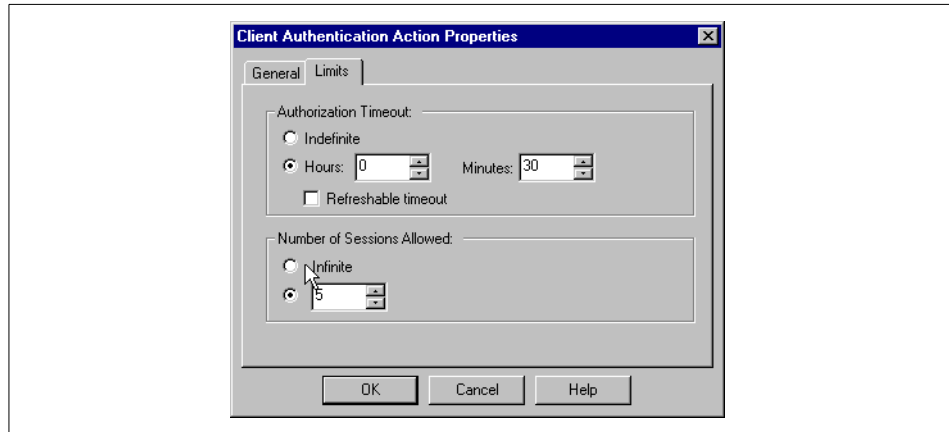 Client Authentication Action Properties
General Limits
Authorization Timeout:
Indefinite
Hours: 0 Minutes: 30
Refreshable timeout
Number of Sessions Allowed:
Infinite
5
OK Cancel Help